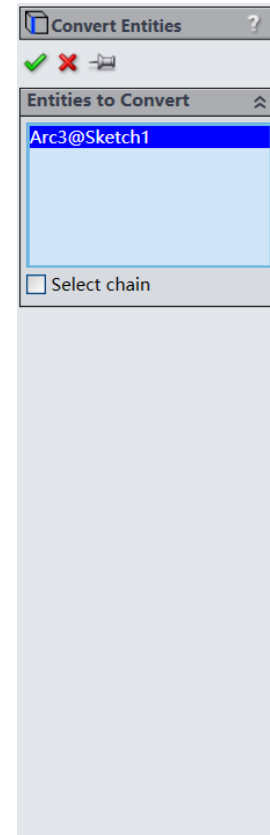 Convert Entities ?
Entities to Convert
Arc3@Sketch1
Select chain